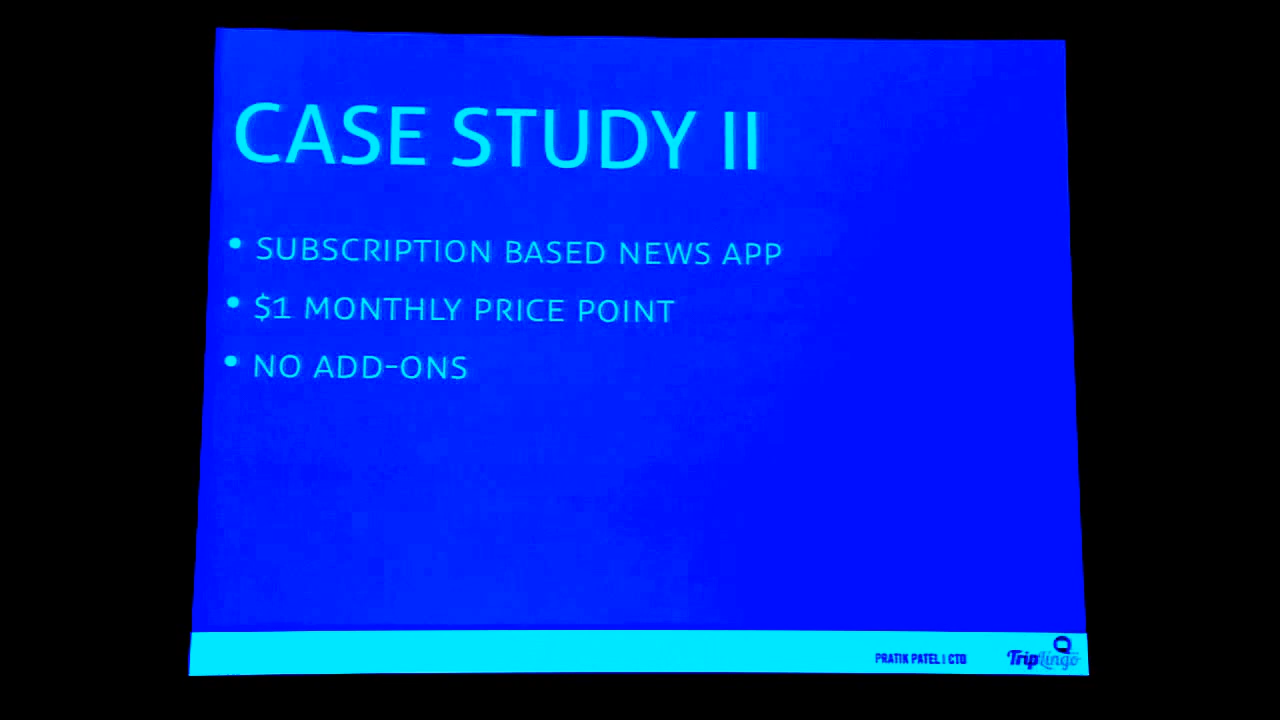 CASE STUDY II
• SUBSCRIPTION BASED NEWS APP
• $1 MONTHLY PRICE POINT
• NO ADD-ONS
PRATIK PATEL | CTO
TripLingo